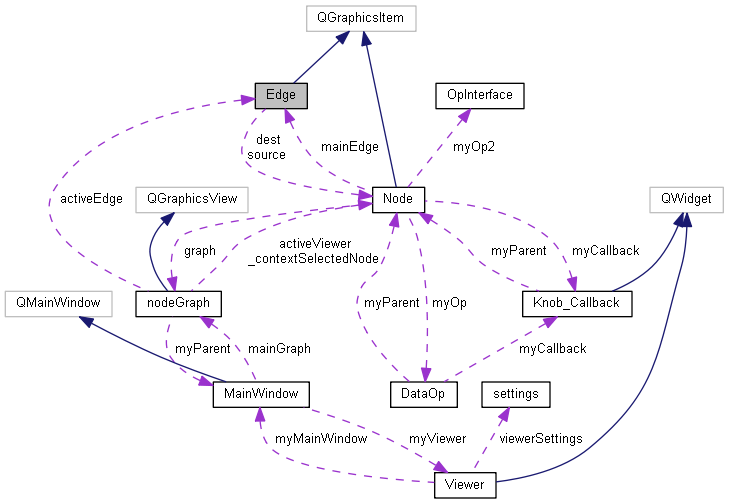 QGraphicsItem
Edge
OpInterface
dest
source
mainEdge
myOp2
activeEdge
QGraphicsView
Node
QWidget
graph
activeViewer
_contextSelectedNode
myParent
myCallback
QMainWindow
nodeGraph
myParent
myOp
Knob_Callback
myParent
mainGraph
myCallback
MainWindow
DataOp
settings
myMainWindow
myViewer
viewerSettings
Viewer